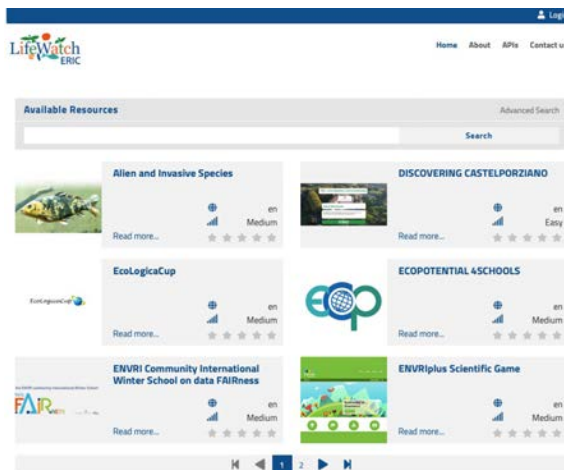 Login
LifeWatch
ERIC
Home About APIs Contact u
Available Resources
Advanced Search
Search
Alien and Invasive Species
en
Medium
Read more...
DISCOVERING CASTELPORZIANO
en
Easy
Read more...
EcoLogicaCup
EcoLogicaCup
en
Medium
Read more...
ecp
ECOPOTENTIAL 4SCHOOLS
en
Medium
Read more...
FAIRness
ENVRI Community International
Winter School on data FAIRness
en
Medium
Read more...
ENVRIplus Scientific Game
en
Medium
Read more...
1 2